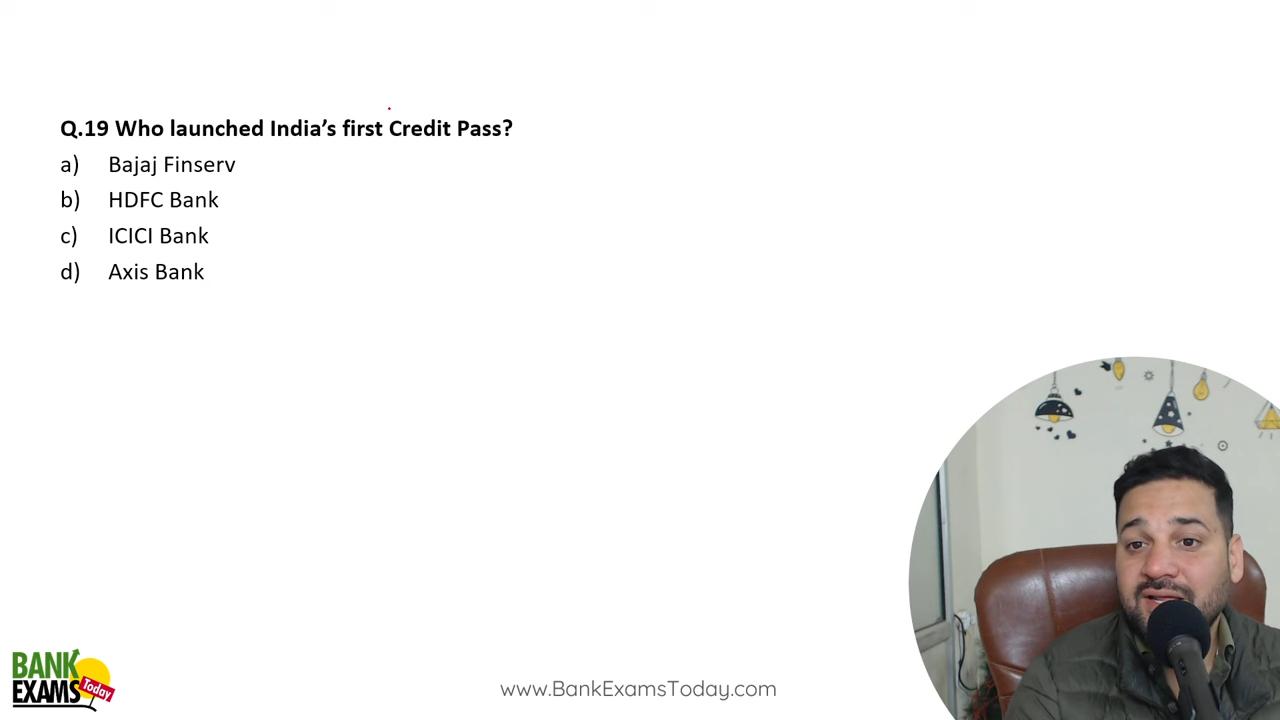 Q.19 Who launched India’s first Credit Pass?
a) Bajaj Finserv
b) HDFC Bank
c) ICICI Bank
d) Axis Bank
BANK
EXAMS
Today
www.BankExamsToday.com